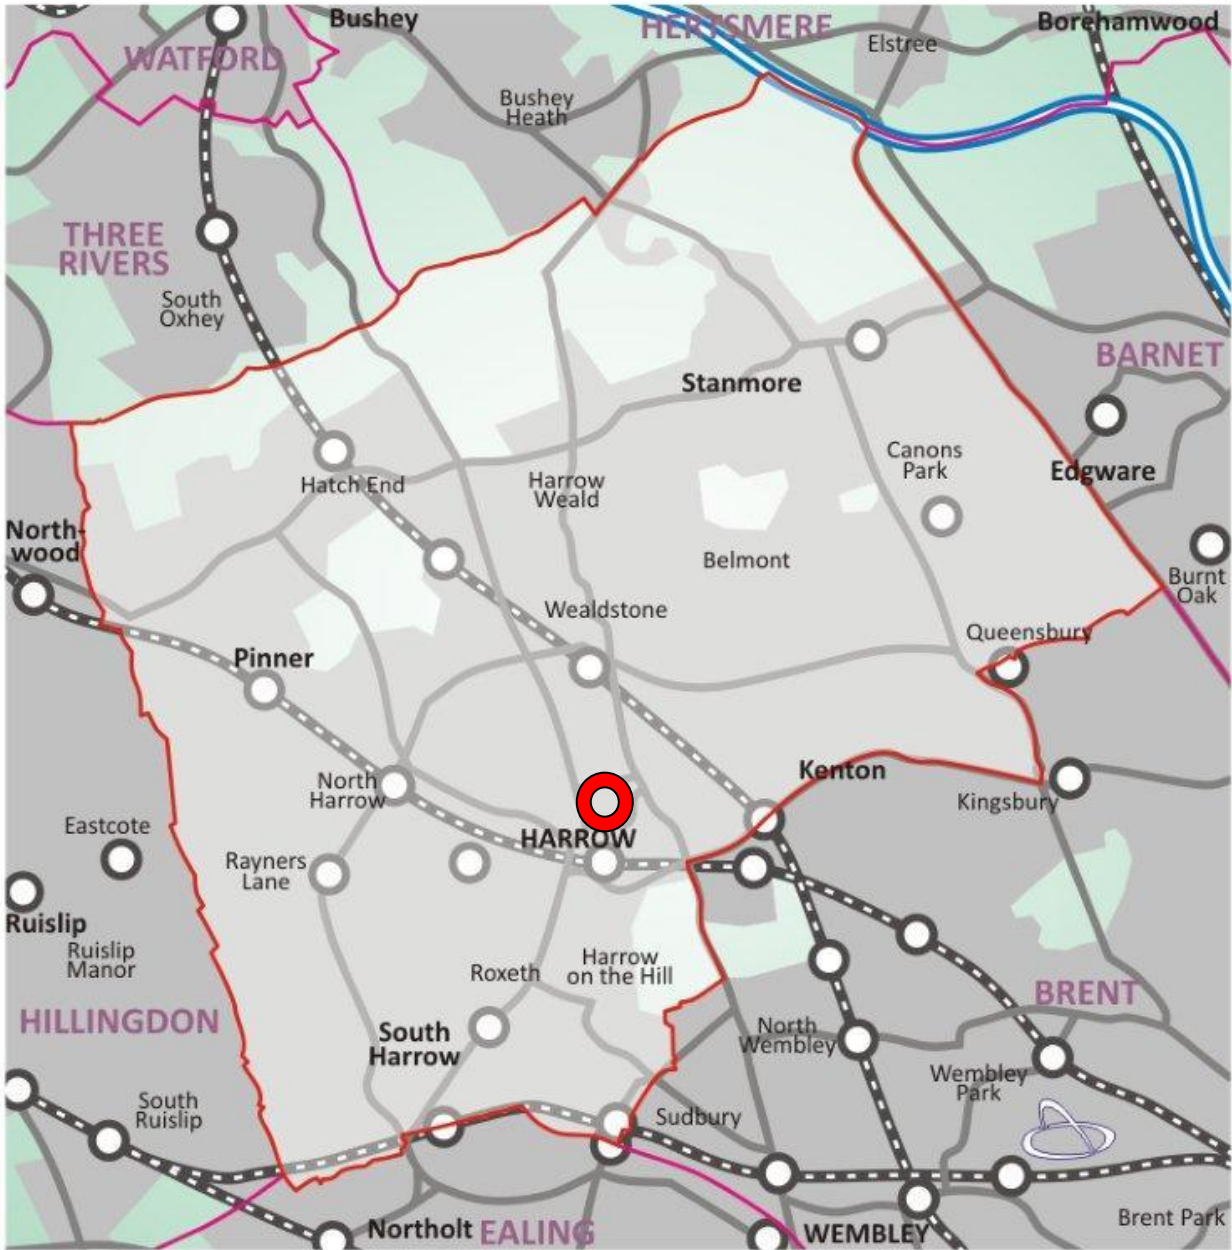 Bushey
HERTSMERE
Borehamwood
WATFORD
Elstree
Bushey
Heath
THREE
RIVERS
South
Oxhey
BARNET
Stanmore
Canons
Park
Edgware
Hatch End
Harrow
Weald
North-
wood
Belmont
Burnt
Oak
Wealdstone
Queensbury
Pinner
Kenton
North
Harrow
Kingsbury
Eastcote
HARROW
Rayners
Lane
Ruislip
Ruislip
Manor
Harrow
on the Hill
Roxeth
BRENT
HILLINGDON
South
Harrow
North
Wembley
Wembley
Park
South
Ruislip
Sudbury
Brent Park
Northolt
EALING
WEMBLEY